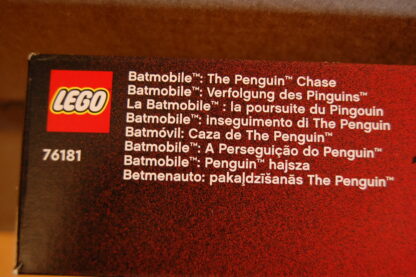 LEGO
76181
Batmobile™: The Penguin™ Chase
Batmobile™: Verfolgung des Pinguins™
La Batmobile™ : la poursuite du Pingouin
Batmobile™: inseguimento di The Penguin
Batmóvil: Caza de The Penguin™
Batmobile™: A Perseguição do Penguin™
Batmobile™: Penguin™ hajsza
Betmenauto: pakaļdzīšanās The Penguin™